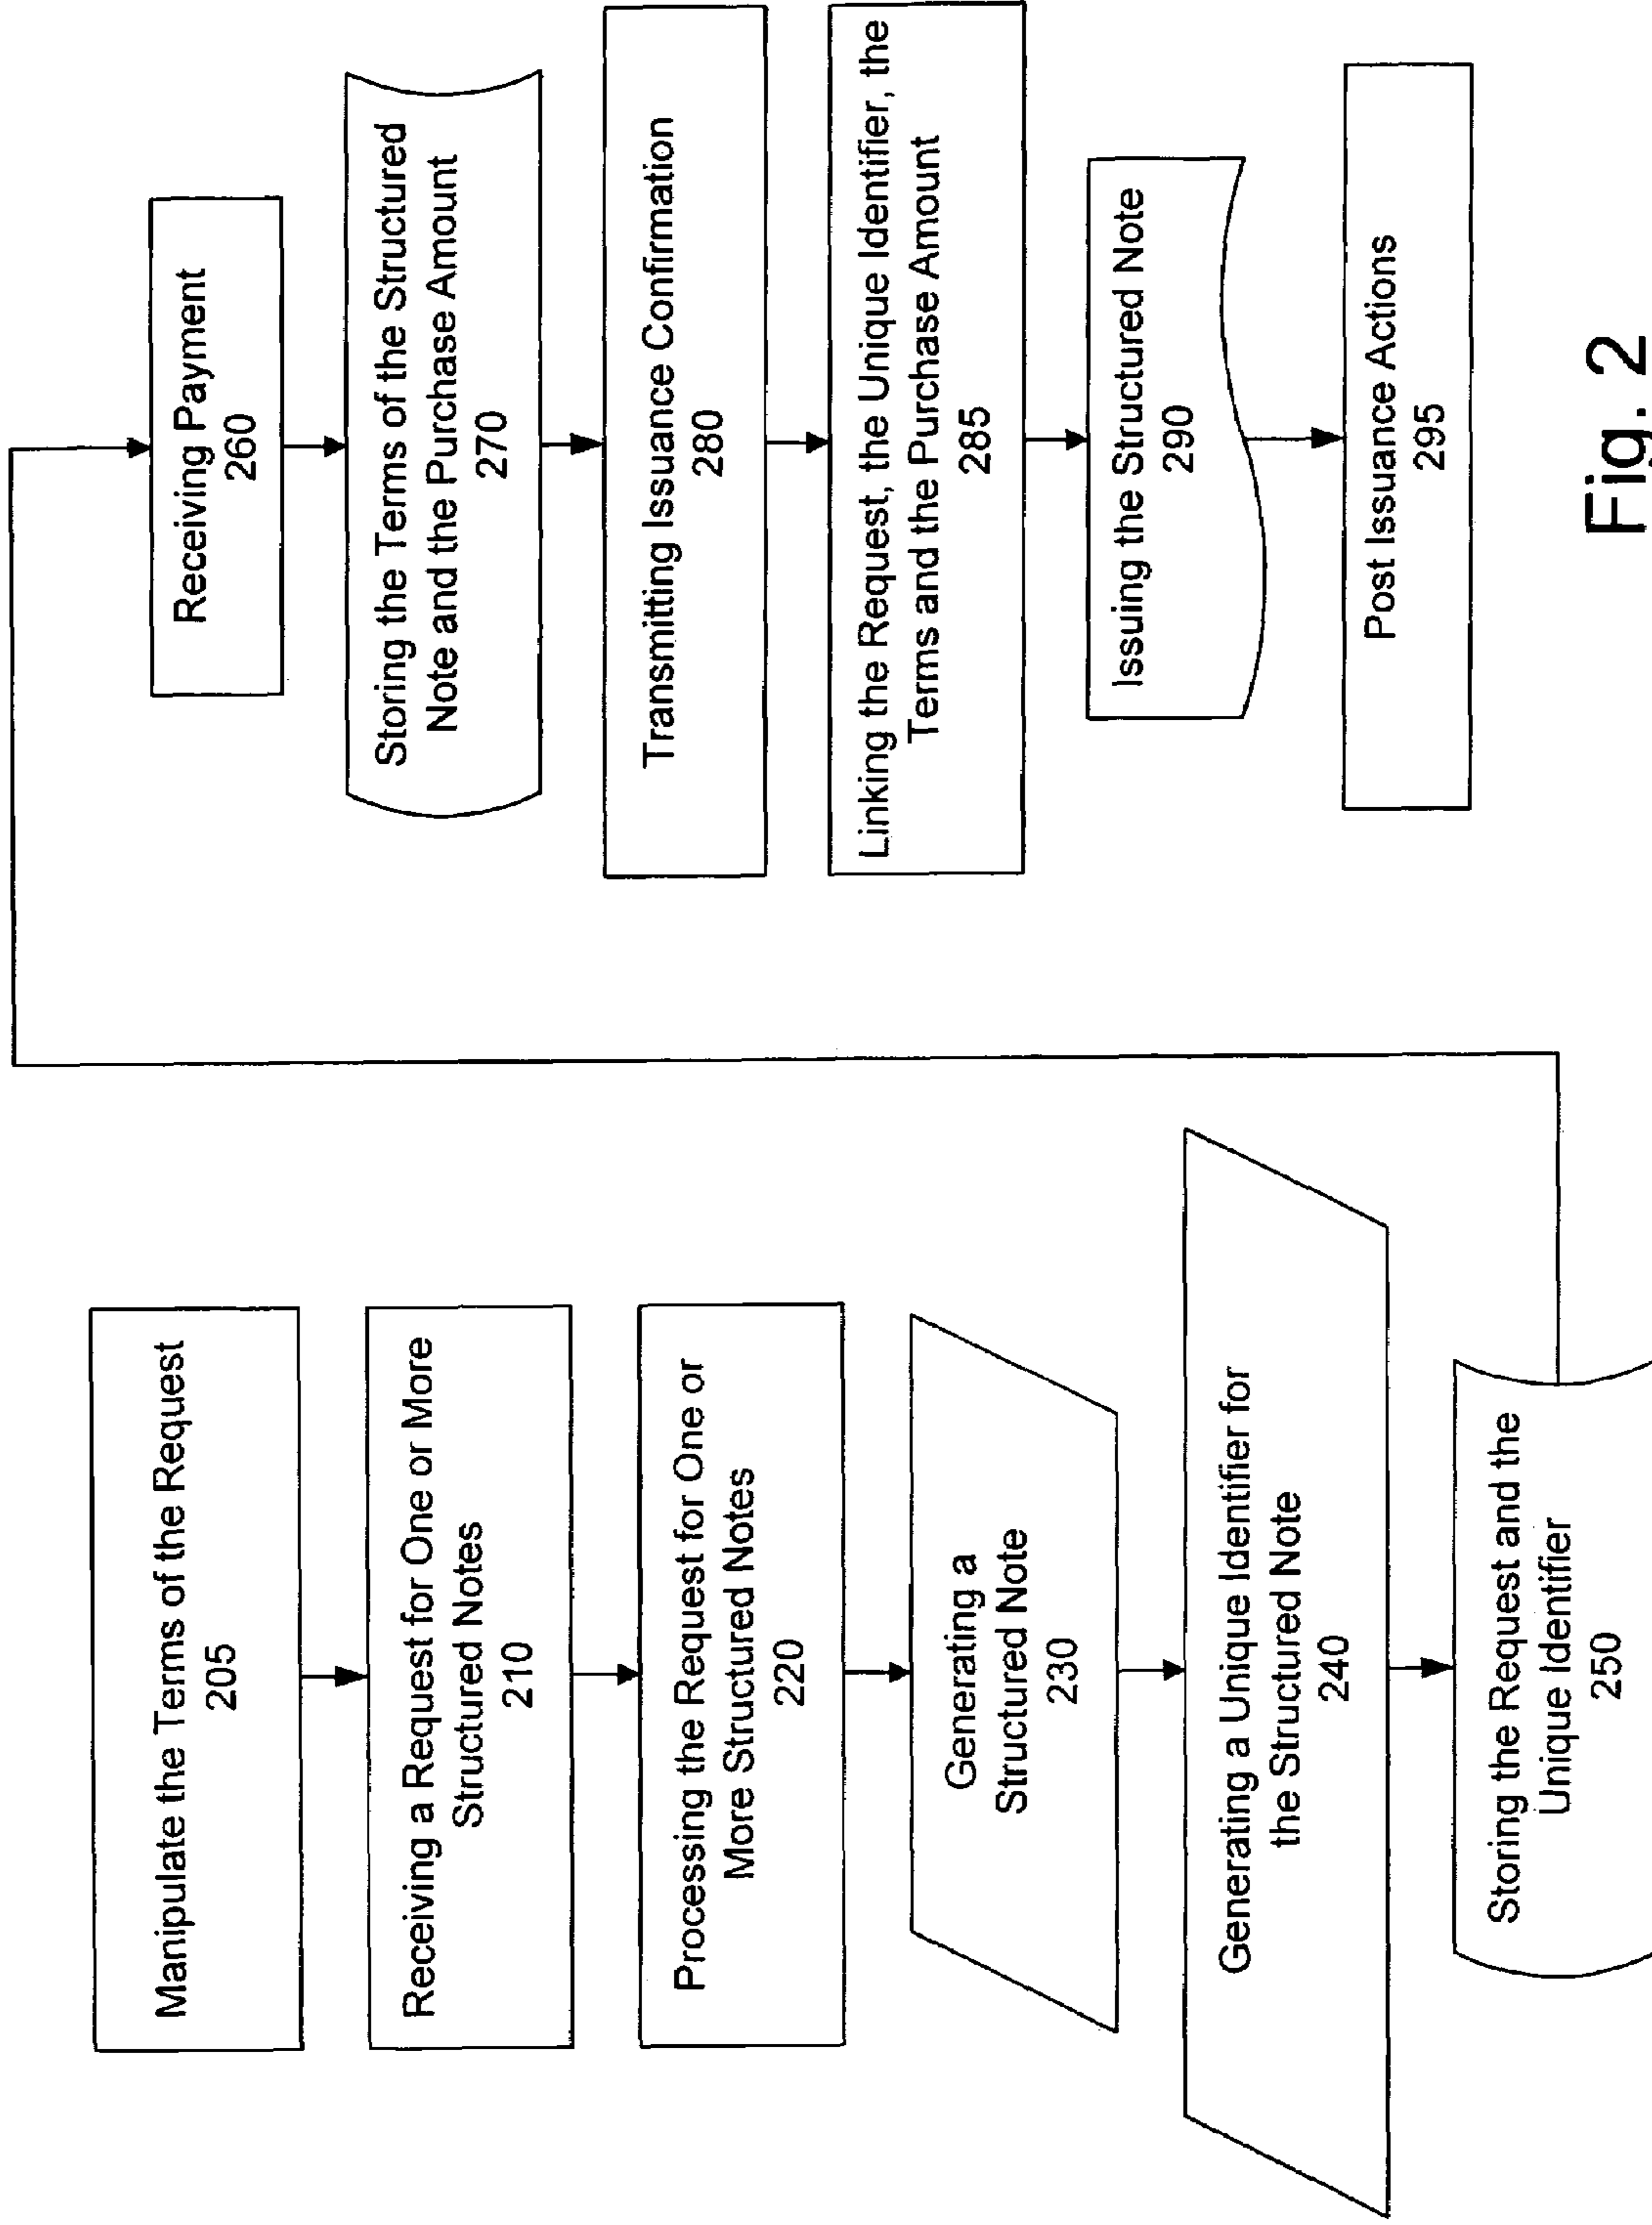 Manipulate the Terms of the Request
205
Receiving a Request for One or More
Structured Notes
210
Processing the Request for One or
More Structured Notes
220
Generating a
Structured Note
230
Generating a Unique Identifier for
the Structured Note
240
Storing the Request and the
Unique Identifier
250
Receiving Payment
260
Storing the Terms of the Structured
Note and the Purchase Amount
270
Transmitting Issuance Confirmation
280
Linking the Request, the Unique Identifier, the
Terms and the Purchase Amount
285
Issuing the Structured Note
290
Post Issuance Actions
295
Fig. 2